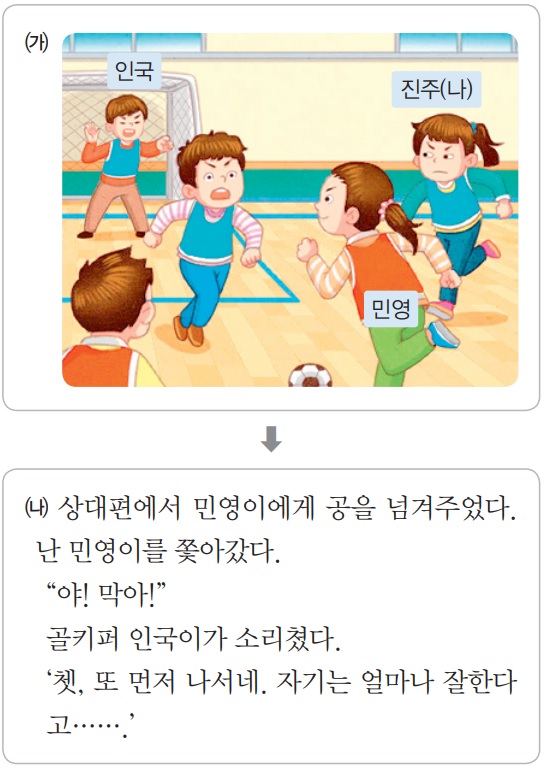 ㈎
인국
진주(나)
민영
㈏ 상대편에서 민영이에게 공을 넘겨주었다.
난 민영이를 쫓아갔다.
“야! 막아!”
골키퍼 인국이가 소리쳤다.
‘쳇, 또 먼저 나서네. 자기는 얼마나 잘한다
고…….’